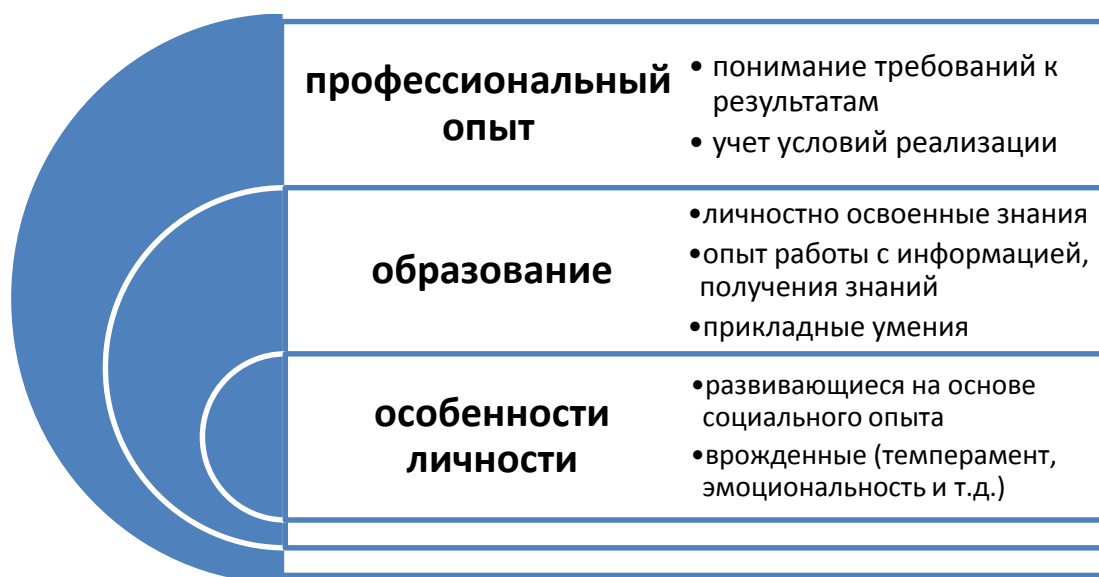 профессиональный
опыт
• понимание требований к
результатам
• учет условий реализации
образование
•личностно освоенные знания
•опыт работы с информацией,
получения знаний
•прикладные умения
особенности
личности
•развивающиеся на основе
социального опыта
•врожденные (темперамент,
эмоциональность и т.д.)